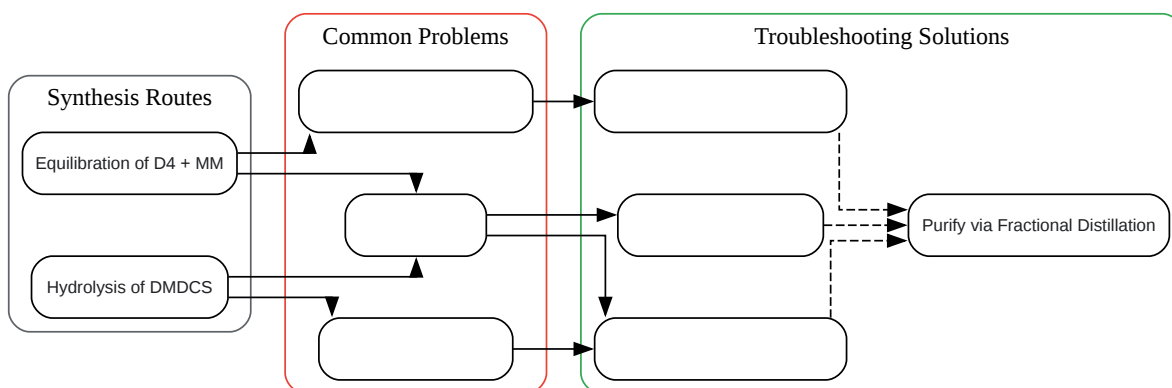 Common Problems
Troubleshooting Solutions
Synthesis Routes
Equilibration of D4 + MM
Purify via Fractional Distillation
Hydrolysis of DMDCS